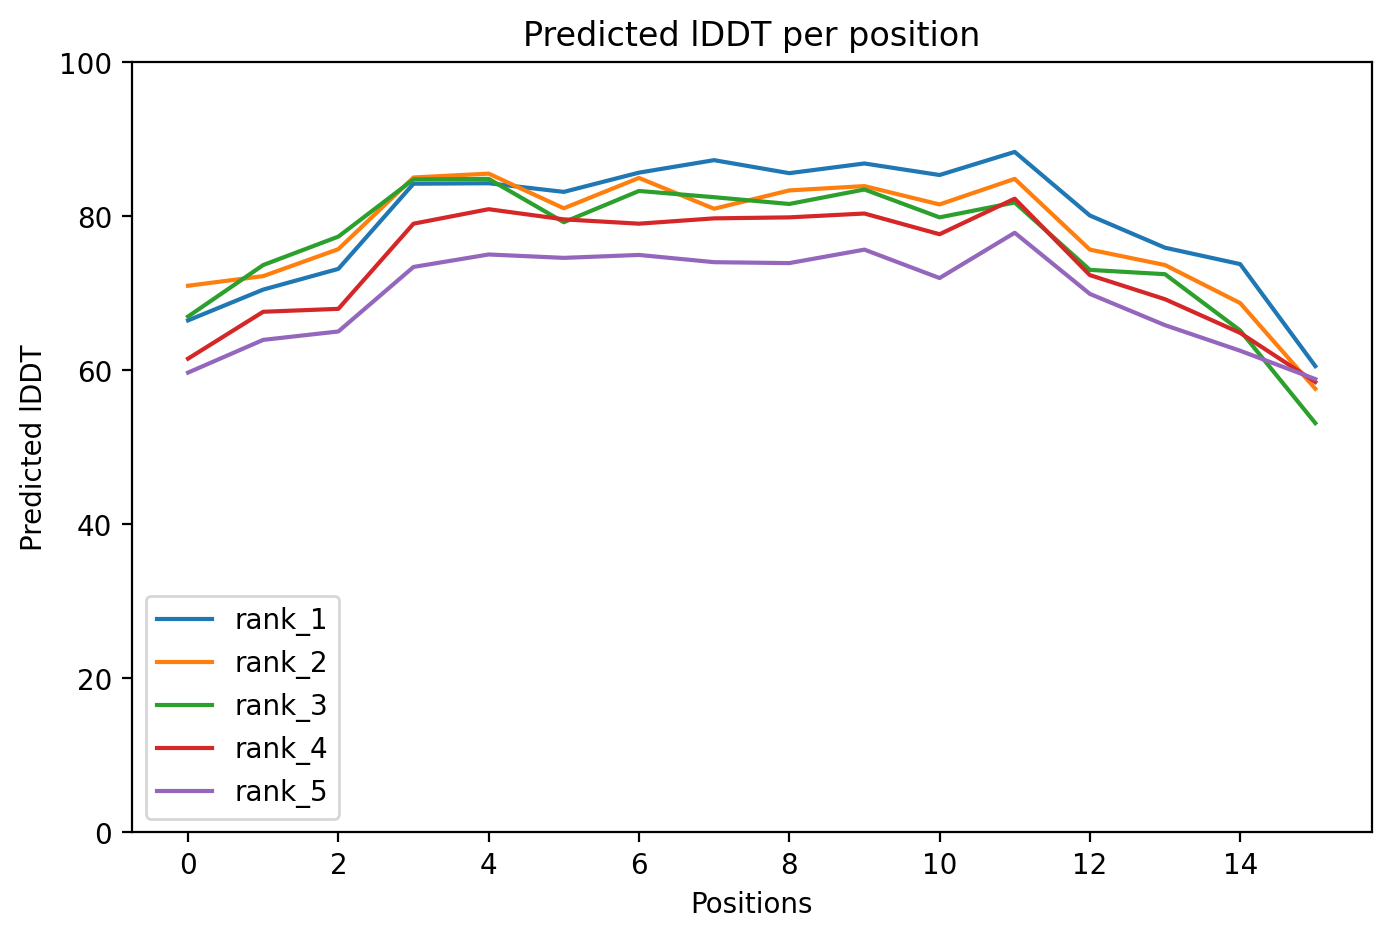 Predicted lDDT per position
100
80
60
40
20
0
Predicted lDDT
rank_1
rank_2
rank_3
rank_4
rank_5
0 2 4 6 8 10 12 14
Positions